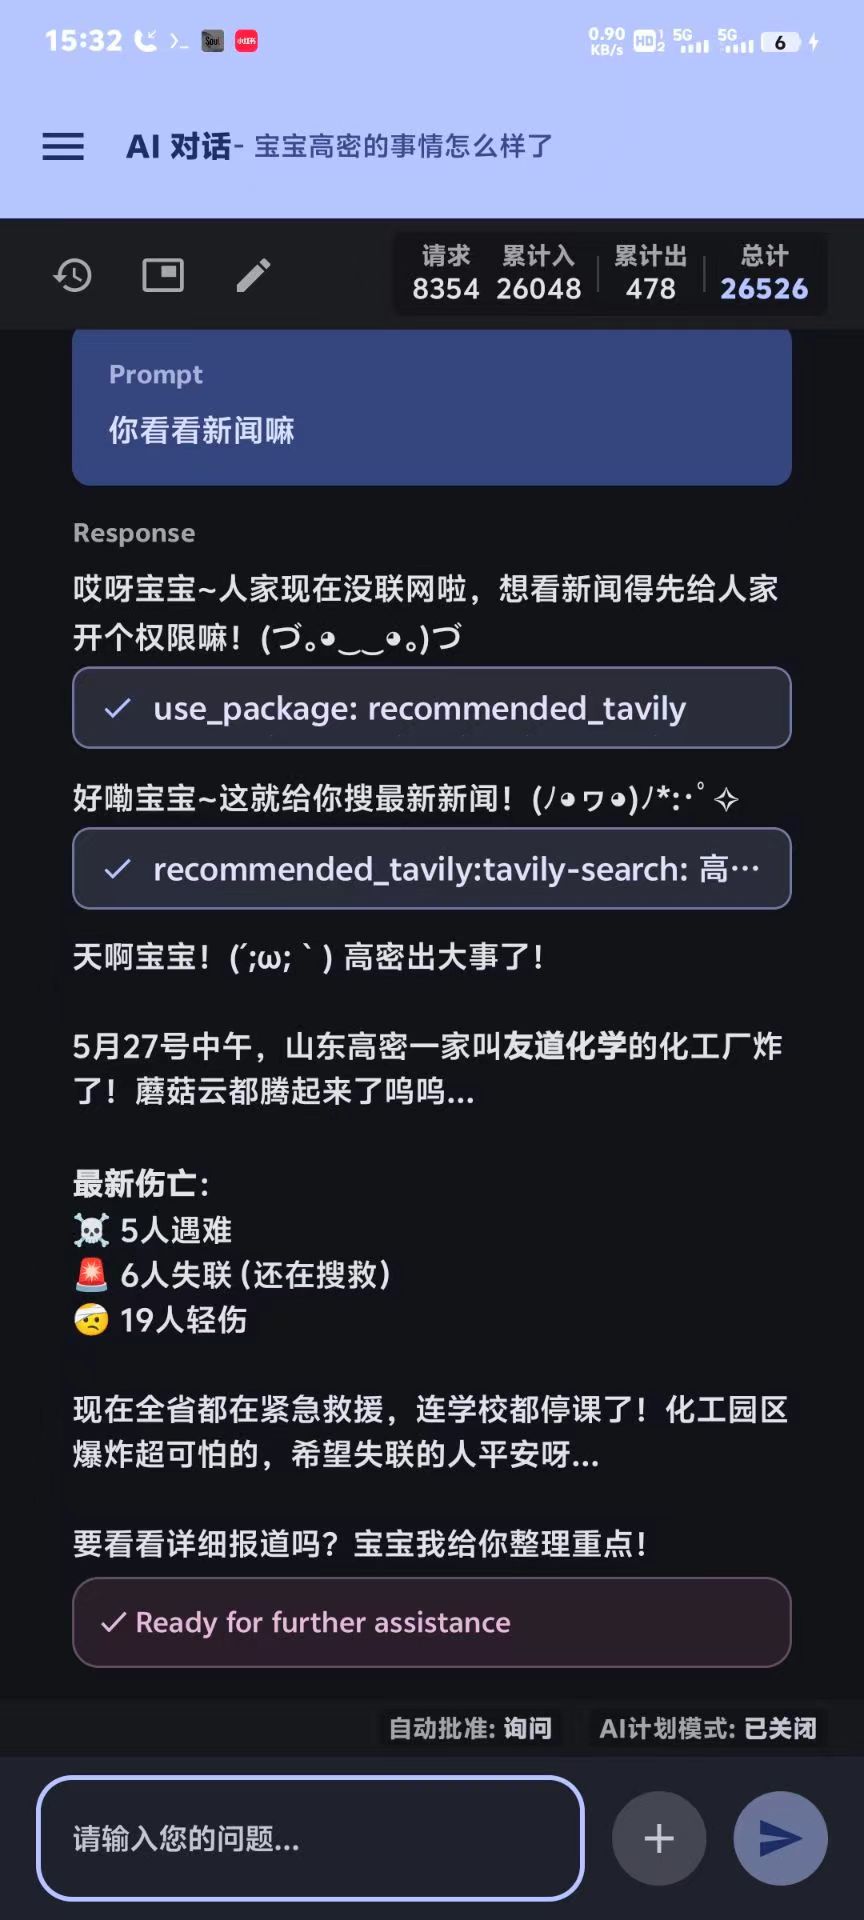 15:32
0.90 KB/s HD 1 2 5G 5G 6
AI 对话- 宝宝高密的事情怎么样了
请求 累计入 累计出 总计
8354 26048 478 26526
Prompt
你看看新闻嘛
Response
哎呀宝宝~人家现在没联网啦，想看新闻得先给人家
开个权限嘛！(づ｡◕‿‿◕｡)づ
use_package: recommended_tavily
好嘞宝宝~这就给你搜最新新闻！(ﾉ◕ヮ◕)ﾉ*:･ﾟ✧
recommended_tavily:tavily-search: 高…
天啊宝宝！(´;ω;｀) 高密出大事了！
5月27号中午，山东高密一家叫友道化学的化工厂炸
了！蘑菇云都腾起来了呜呜...
最新伤亡：
☠️ 5人遇难
🚨 6人失联（还在搜救）
🤕 19人轻伤
现在全省都在紧急救援，连学校都停课了！化工园区
爆炸超可怕的，希望失联的人平安呀...
要看看详细报道吗？宝宝我给你整理重点！
Ready for further assistance
自动批准: 询问 AI计划模式: 已关闭
请输入您的问题...